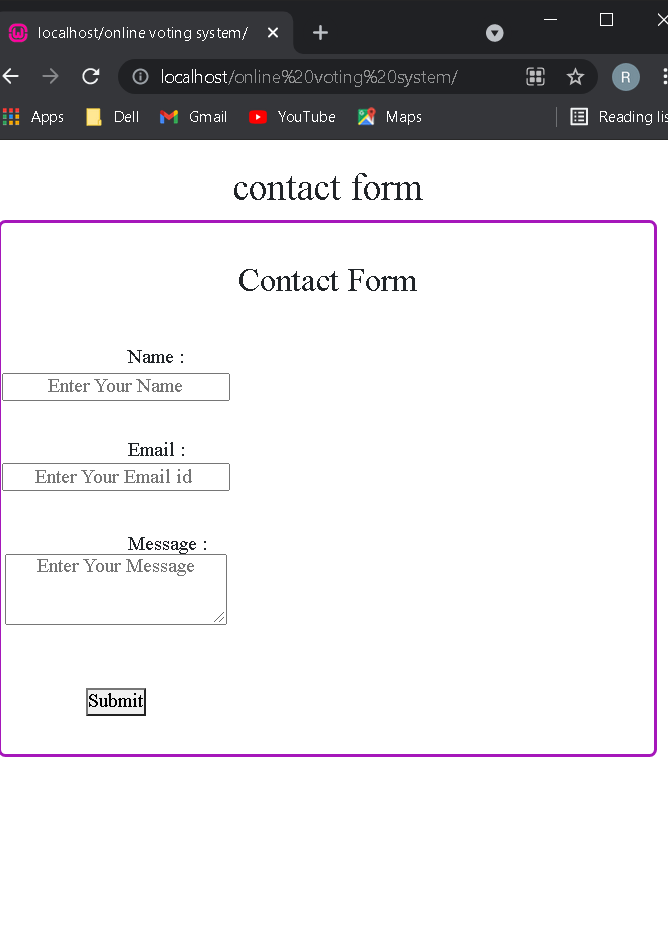 localhost/online voting system/
localhost/online%20voting%20system/
R
Apps Dell Gmail YouTube Maps Reading lis
contact form
Contact Form
Name :
Enter Your Name
Email :
Enter Your Email id
Message :
Enter Your Message
Submit